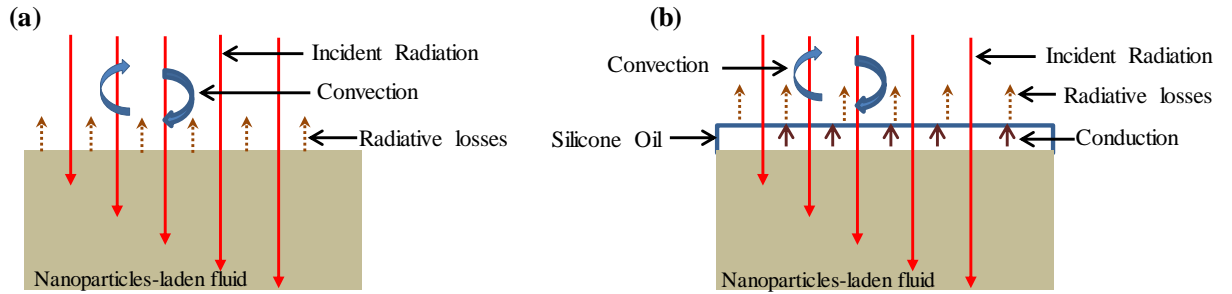 (a)
Incident Radiation
Convection
Radiative losses
Nanoparticles-laden fluid
(b)
Convection
Incident Radiation
Radiative losses
Silicone Oil
Conduction
Nanoparticles-laden fluid